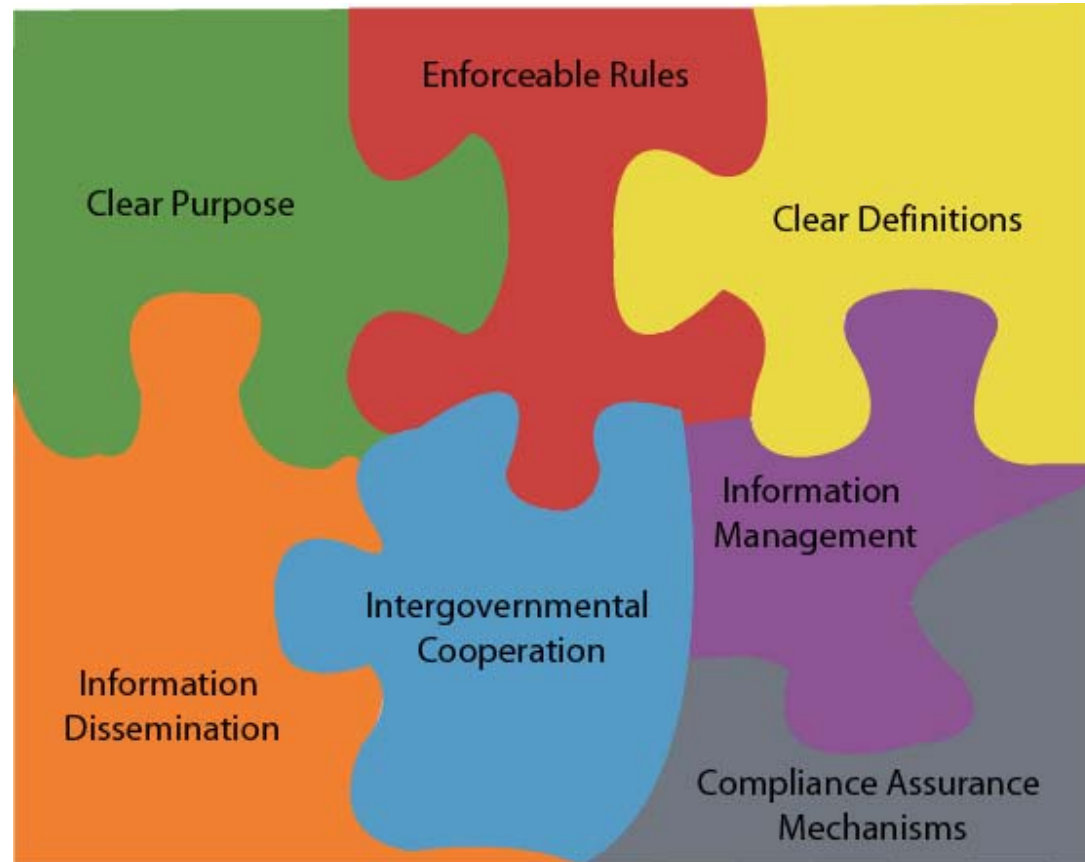 Enforceable Rules
Clear Purpose
Clear Definitions
Information
Management
Intergovernmental
Cooperation
Information
Dissemination
Compliance Assurance
Mechanisms